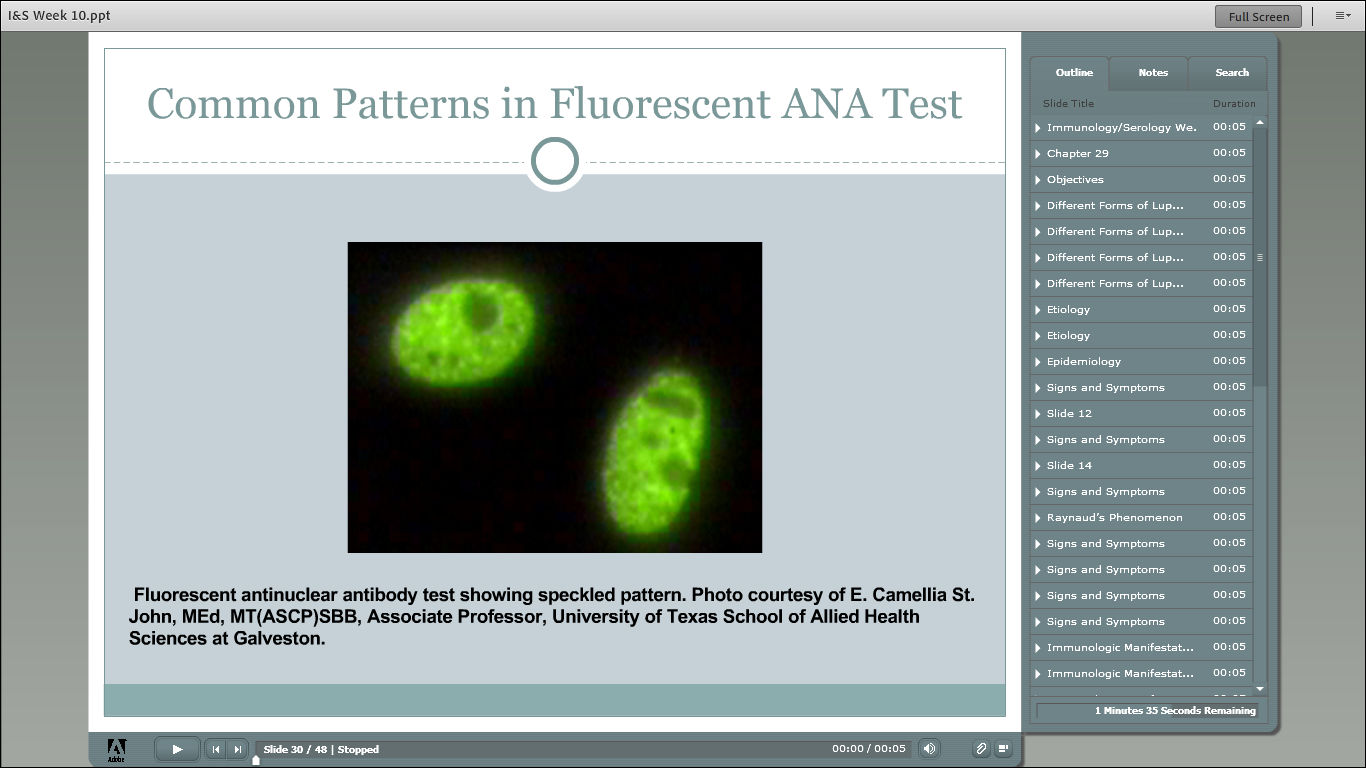 I&S Week 10.ppt
Full Screen
Common Patterns in Fluorescent ANA Test
Fluorescent antinuclear antibody test showing speckled pattern. Photo courtesy of E. Camellia St.
John, MEd, MT(ASCP)SBB, Associate Professor, University of Texas School of Allied Health
Sciences at Galveston.
Outline Notes Search
Slide Title Duration
Immunology/Serology We. 00:05
Chapter 29 00:05
Objectives 00:05
Different Forms of Lup... 00:05
Different Forms of Lup... 00:05
Different Forms of Lup... 00:05
Different Forms of Lup... 00:05
Etiology 00:05
Etiology 00:05
Epidemiology 00:05
Signs and Symptoms 00:05
Slide 12 00:05
Signs and Symptoms 00:05
Slide 14 00:05
Signs and Symptoms 00:05
Raynaud's Phenomenon 00:05
Signs and Symptoms 00:05
Signs and Symptoms 00:05
Signs and Symptoms 00:05
Signs and Symptoms 00:05
Immunologic Manifestat... 00:05
Immunologic Manifestat... 00:05
1 Minutes 35 Seconds Remaining
Adobe
Slide 30 / 48 | Stopped
00:00 / 00:05